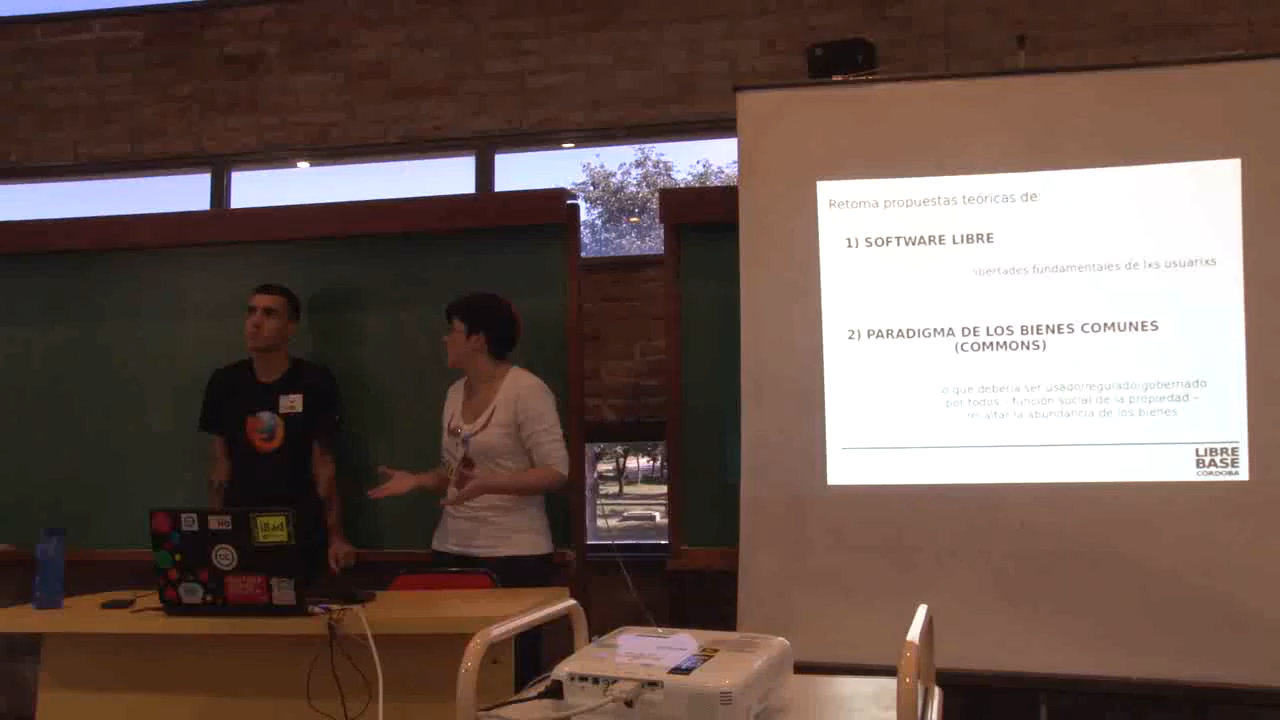 Retoma propuestas teóricas de:
1) SOFTWARE LIBRE
libertades fundamentales de lxs usuarixs
2) PARADIGMA DE LOS BIENES COMUNES
(COMMONS)
o que debería ser usado/regulado/gobernado
por todos - función social de la propiedad -
resaltar la abundancia de los bienes
LIBRE
BASE
CÓRDOBA
cc